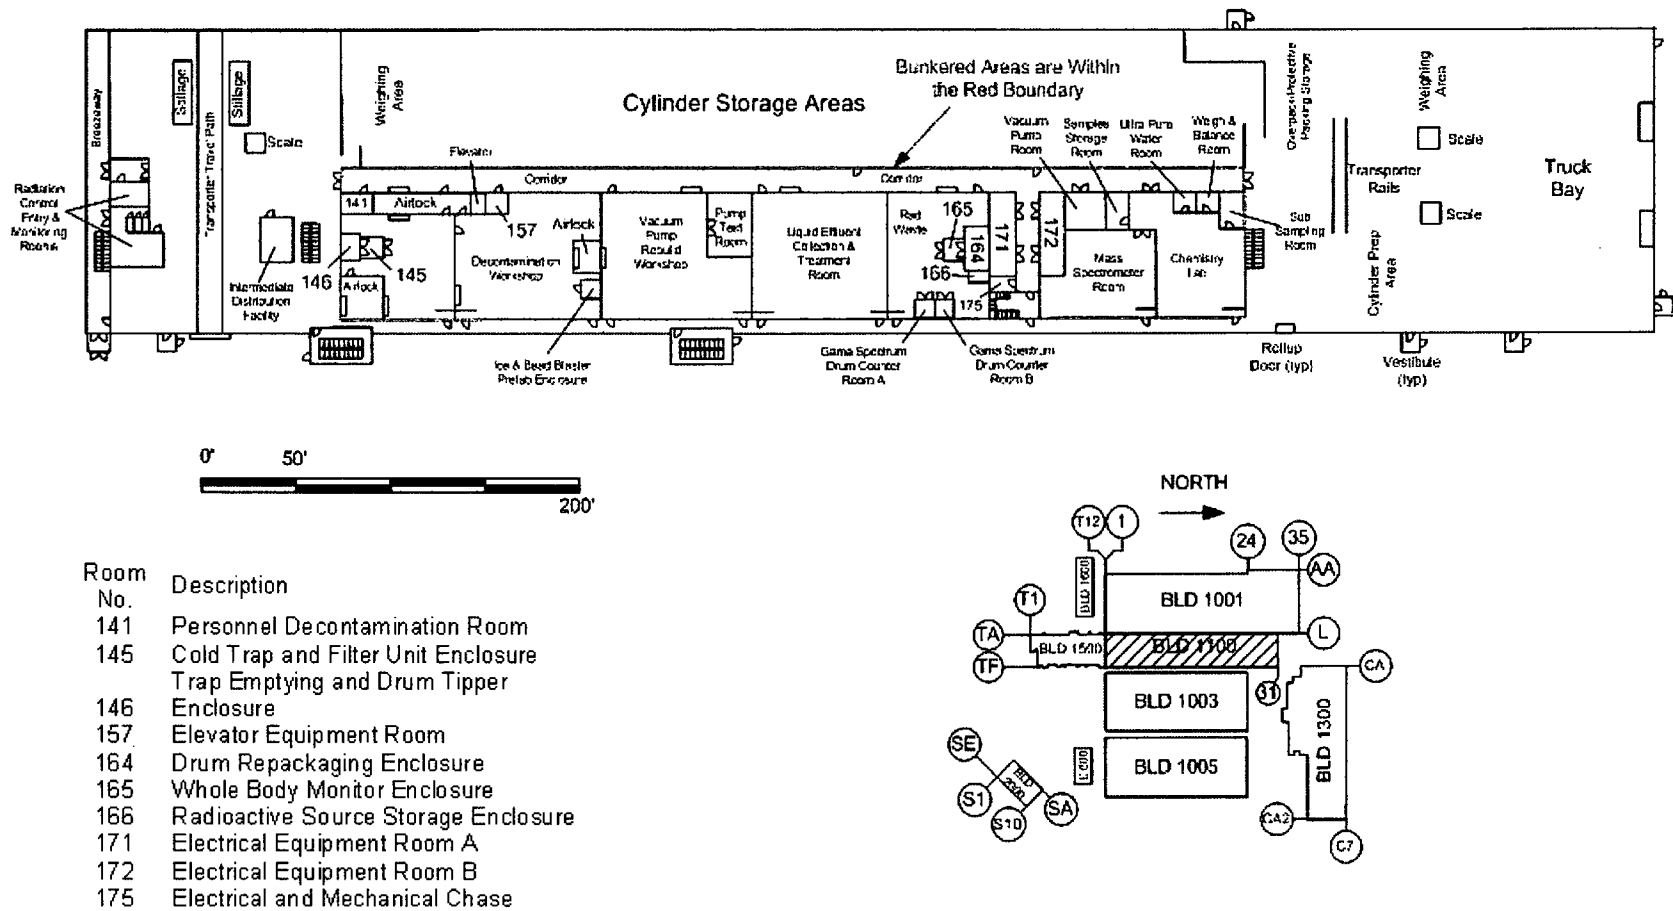 Breezeway
Stillage
Transporter Travel Path
Stillage
Scale
Weighing
Area
Cylinder Storage Areas
Bunkered Areas are Within
the Red Boundary
Vacuum
Pump
Room
Samples
Storage
Room
Ultra Pure
Water
Room
Weigh &
Balance
Room
Overpack/Protective
Packing Storage
Weighing
Area
Scale
Transporter
Rails
Scale
Truck
Bay
Radiation
Control
Entry &
Monitoring
Rooms
Elevator
Corridor
Corridor
141
Airlock
157
Airlock
Vacuum
Pump
Rebuild
Workshop
Pump
Test
Room
Liquid Effluent
Collection &
Treatment
Room
Rad
Waste
165
164
171
172
Sub
Sampling
Room
146
145
Decontamination
Workshop
166
Mass
Spectrometer
Room
Chemistry
Lab
Cylinder Prep
Area
Intermediate
Distribution
Facility
Airlock
175
Ice & Bead Blaster
Prefab Enclosure
Gama Spectrum
Drum Counter
Room A
Gama Spectrum
Drum Counter
Room B
Rollup
Door (typ)
Vestibule
(typ)
0'
50'
200'
NORTH
T12
1
24
35
AA
BLD 1600
BLD 1001
T1
TA
BLD 1500
BLD 1100
L
TF
CA
31
BLD 1003
BLD 1300
SE
BLD 1005
BLD
S1
SA
S10
CA2
C7
Room
No.
Description
141 Personnel Decontamination Room
145 Cold Trap and Filter Unit Enclosure
Trap Emptying and Drum Tipper
146 Enclosure
157 Elevator Equipment Room
164 Drum Repackaging Enclosure
165 Whole Body Monitor Enclosure
166 Radioactive Source Storage Enclosure
171 Electrical Equipment Room A
172 Electrical Equipment Room B
175 Electrical and Mechanical Chase